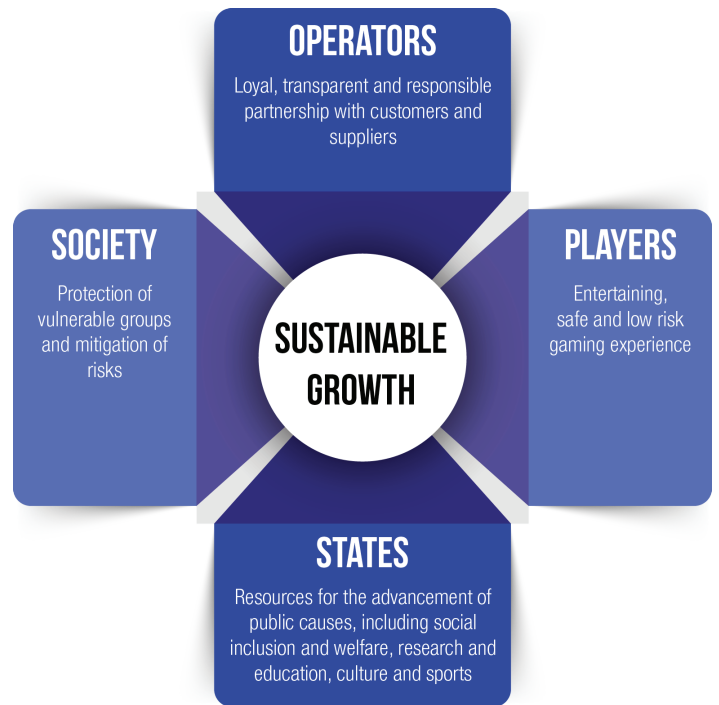 OPERATORS
Loyal, transparent and responsible
partnership with customers and
suppliers
SOCIETY
Protection of
vulnerable groups
and mitigation of
risks
SUSTAINABLE
GROWTH
PLAYERS
Entertaining,
safe and low risk
gaming experience
STATES
Resources for the advancement of
public causes, including social
inclusion and welfare, research and
education, culture and sports